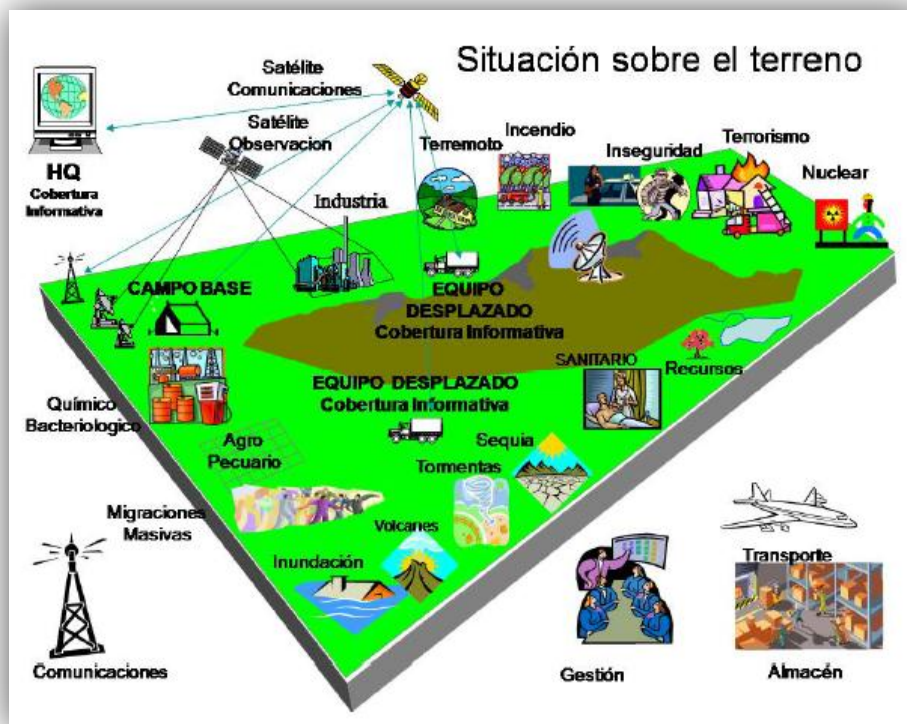 Situación sobre el terreno
Satélite
Comunicaciones
Satélite
Observacion
HQ
Cobertura
Informativa
Terremoto
Incendio
Inseguridad
Terrorismo
Nuclear
Industria
CAMPO BASE
EQUIPO
DESPLAZADO
Cobertura Informativa
EQUIPO DESPLAZADO
Cobertura Informativa
SANITARIO
Recursos
Químico
Bacteriologico
Agro
Pecuario
Sequia
Tormentas
Migraciones
Masivas
Volcanes
Inundación
Comunicaciones
Gestión
Transporte
Almacén